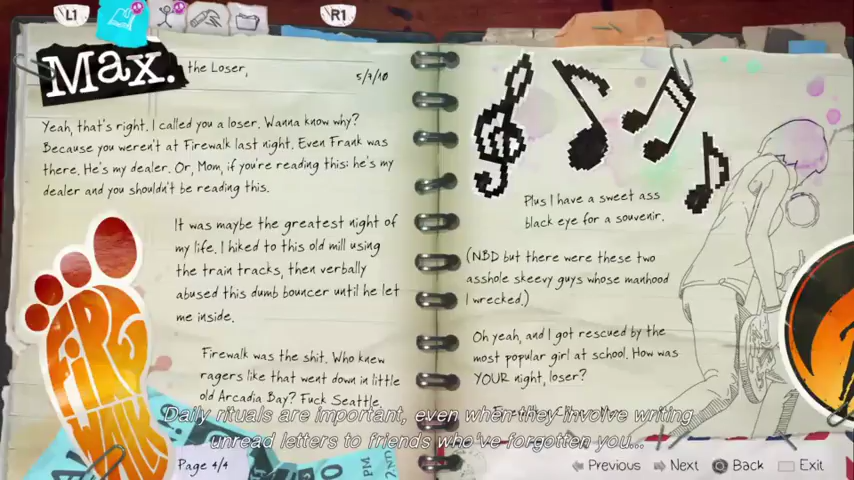 L1
R1
Max.
the Loser,
5/7/10
Yeah, that's right. I called you a loser. Wanna know why?
Because you weren't at Firewalk last night. Even Frank was
there. He's my dealer. Or, Mom, if you're reading this: he's my
dealer and you shouldn't be reading this.
It was maybe the greatest night of
my life. I hiked to this old mill using
the train tracks, then verbally
abused this dumb bouncer until he let
me inside.
Firewalk was the shit. Who knew
ragers like that went down in little
old Arcadia Bay? Fuck Seattle.
FIRE
WALK
Page 4/4
PM
Plus I have a sweet ass
black eye for a souvenir.
(NBD but there were these two
asshole skeevy guys whose manhood
I wrecked.)
Oh yeah, and I got rescued by the
most popular girl at school. How was
YOUR night, loser?
Daily rituals are important, even when they involve writing
unread letters to friends who've forgotten you...
Previous
Next
Back
Exit